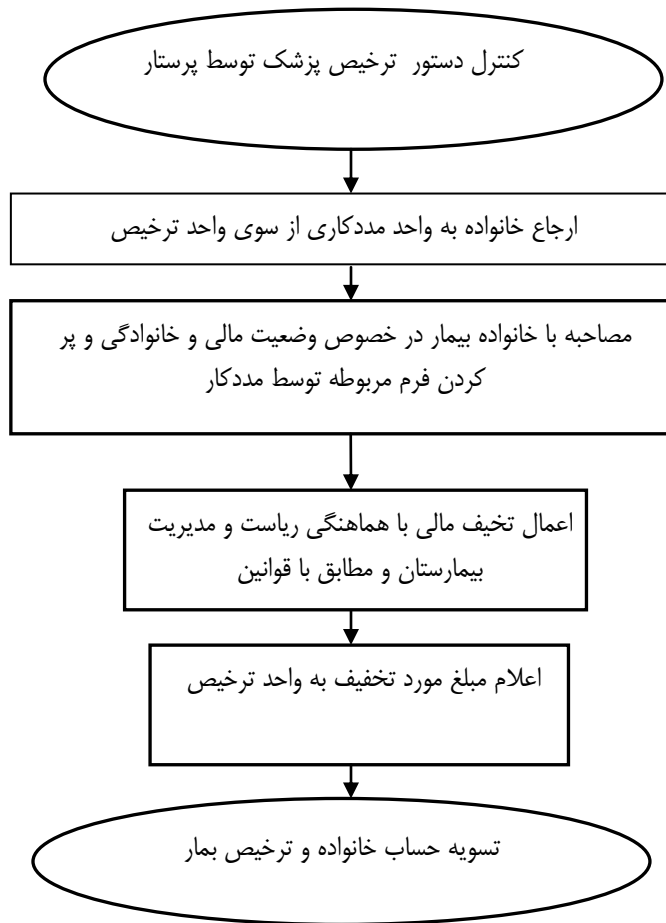 کنترل دستور ترخیص پزشک توسط پرستار
ارجاع خانواده به واحد مددکاری از سوی واحد ترخیص
مصاحبه با خانواده بیمار در خصوص وضعیت مالی و خانوادگی و پر
کردن فرم مربوطه توسط مددکار
اعمال تخیف مالی با هماهنگی ریاست و مدیریت
بیمارستان و مطابق با قوانین
اعلام مبلغ مورد تخفیف به واحد ترخیص
تسویه حساب خانواده و ترخیص بمار